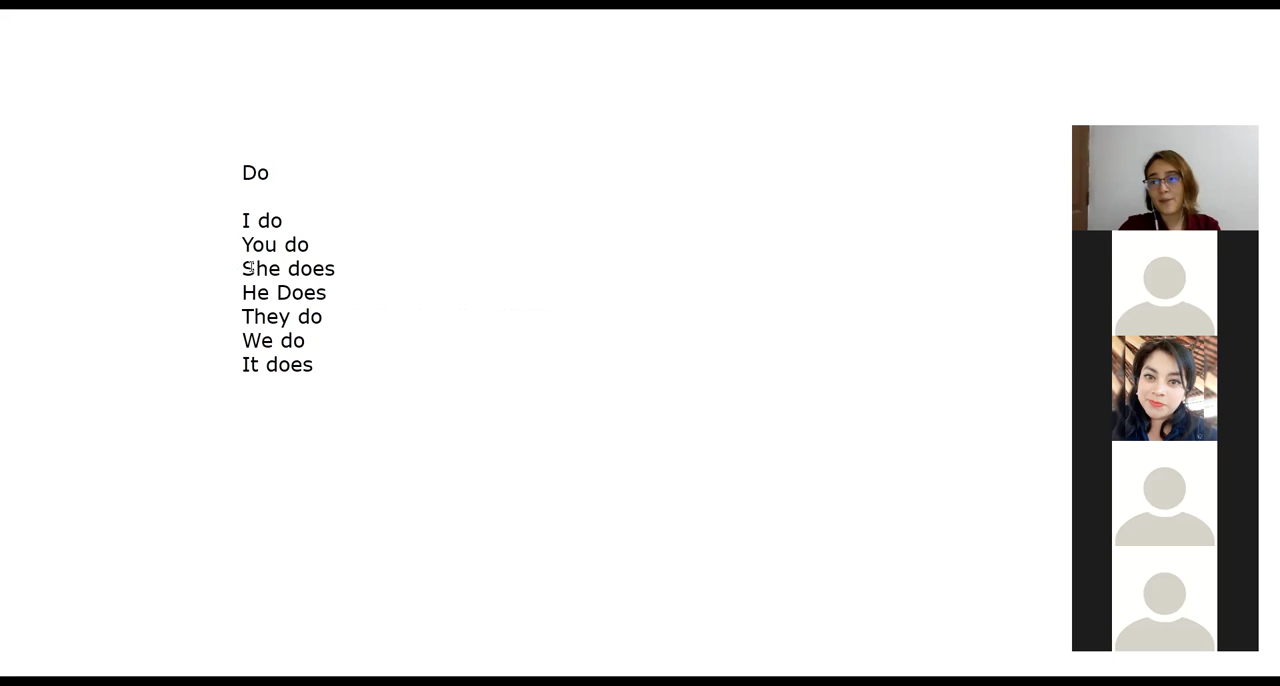 Do
I do
You do
She does
He Does
They do
We do
It does